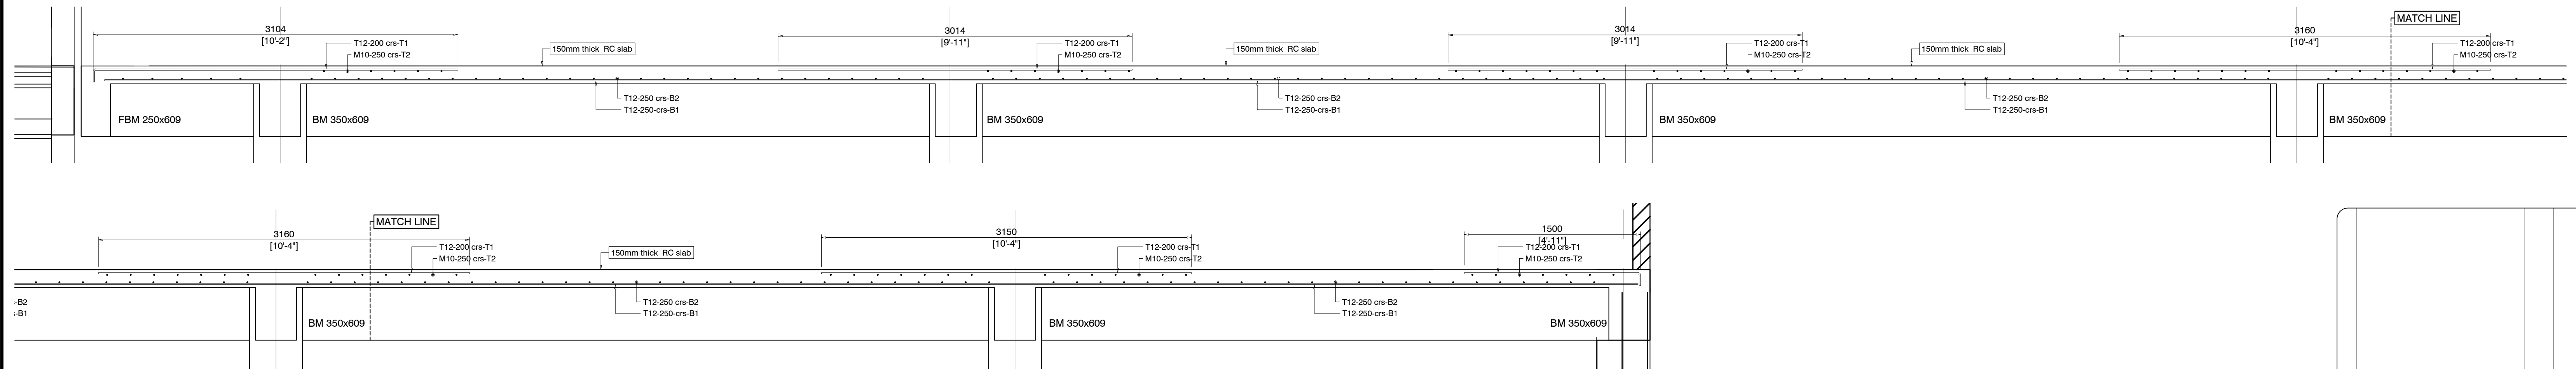 3104
[10'-2"]
T12-200 crs-T1
M10-250 crs-T2
150mm thick RC slab
3014
[9'-11"]
T12-200 crs-T1
M10-250 crs-T2
150mm thick RC slab
3014
[9'-11"]
T12-200 crs-T1
M10-250 crs-T2
150mm thick RC slab
3160
[10'-4"]
MATCH LINE
T12-200 crs-T1
M10-250 crs-T2
T12-250 crs-B2
T12-250-crs-B1
T12-250 crs-B2
T12-250-crs-B1
T12-250 crs-B2
T12-250-crs-B1
FBM 250x609
BM 350x609
BM 350x609
BM 350x609
BM 350x609
3160
[10'-4"]
MATCH LINE
T12-200 crs-T1
M10-250 crs-T2
150mm thick RC slab
3150
[10'-4"]
T12-200 crs-T1
M10-250 crs-T2
1500
[4'-11"]
T12-200 crs-T1
M10-250 crs-T2
-B2
-B1
T12-250 crs-B2
T12-250-crs-B1
T12-250 crs-B2
T12-250-crs-B1
BM 350x609
BM 350x609
BM 350x609